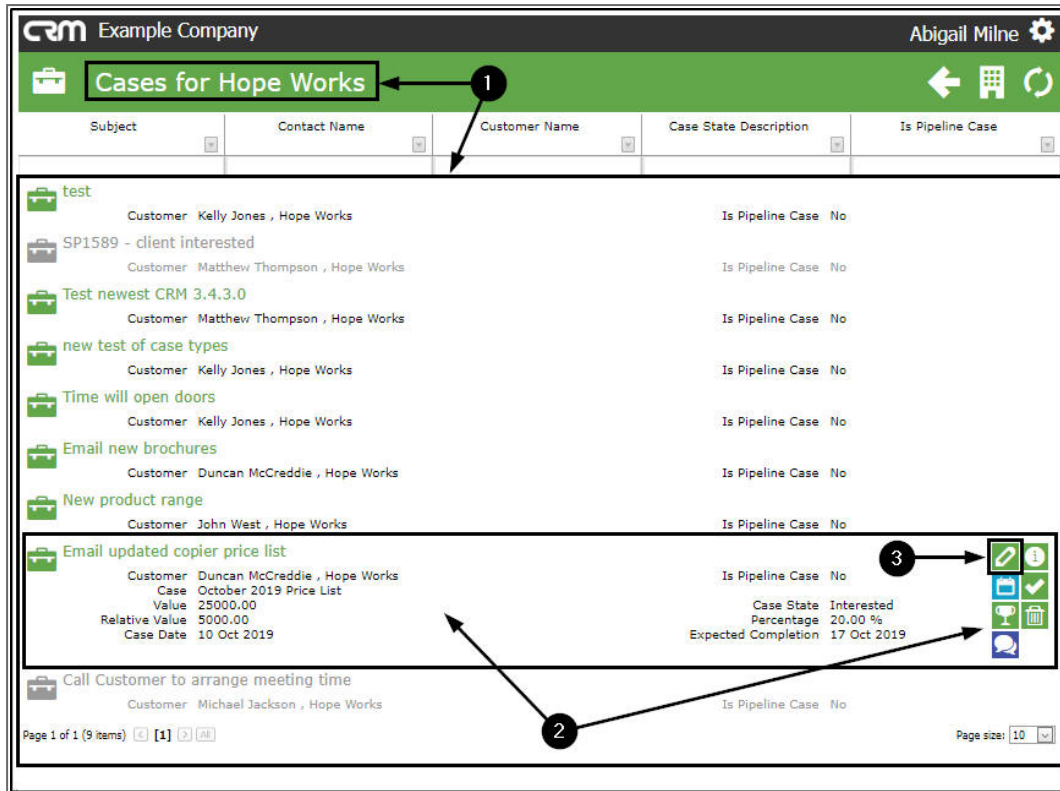 CRM Example Company Abigail Milne
Cases for Hope Works 1
Subject Contact Name Customer Name Case State Description Is Pipeline Case
test
Customer Kelly Jones , Hope Works Is Pipeline Case No
SP1589 - client interested
Customer Matthew Thompson , Hope Works Is Pipeline Case No
Test newest CRM 3.4.3.0
Customer Matthew Thompson , Hope Works Is Pipeline Case No
new test of case types
Customer Kelly Jones , Hope Works Is Pipeline Case No
Time will open doors
Customer Kelly Jones , Hope Works Is Pipeline Case No
Email new brochures
Customer Duncan McCreddie , Hope Works Is Pipeline Case No
New product range
Customer John West , Hope Works Is Pipeline Case No
Email updated copier price list 3
Customer Duncan McCreddie , Hope Works Is Pipeline Case No
Case October 2019 Price List
Value 25000.00 Case State Interested
Relative Value 5000.00 Percentage 20.00 %
Case Date 10 Oct 2019 Expected Completion 17 Oct 2019
Call Customer to arrange meeting time
Customer Michael Jackson , Hope Works Is Pipeline Case No
Page 1 of 1 (9 items) < [1] > All 2 Page size: 10